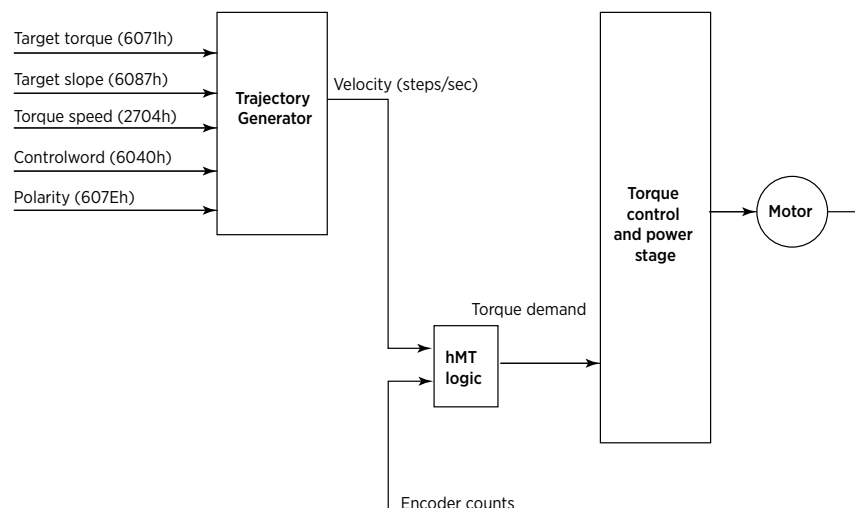 Target torque (6071h)
Target slope (6087h)
Torque speed (2704h)
Controlword (6040h)
Polarity (607Eh)
Trajectory
Generator
Velocity (steps/sec)
Torque
control
and power
stage
Motor
Torque demand
hMT
logic
Encoder counts